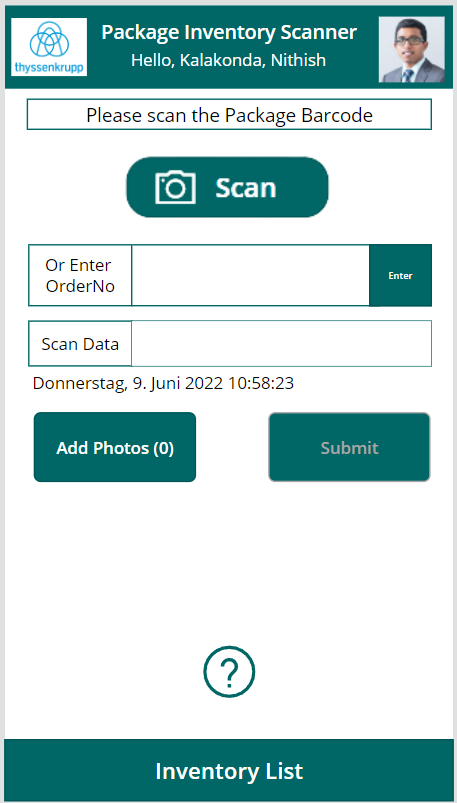 thyssenkrupp
Package Inventory Scanner
Hello, Kalakonda, Nithish
Please scan the Package Barcode
Scan
Or Enter
OrderNo
Enter
Scan Data
Donnerstag, 9. Juni 2022 10:58:23
Add Photos (0)
Submit
?
Inventory List